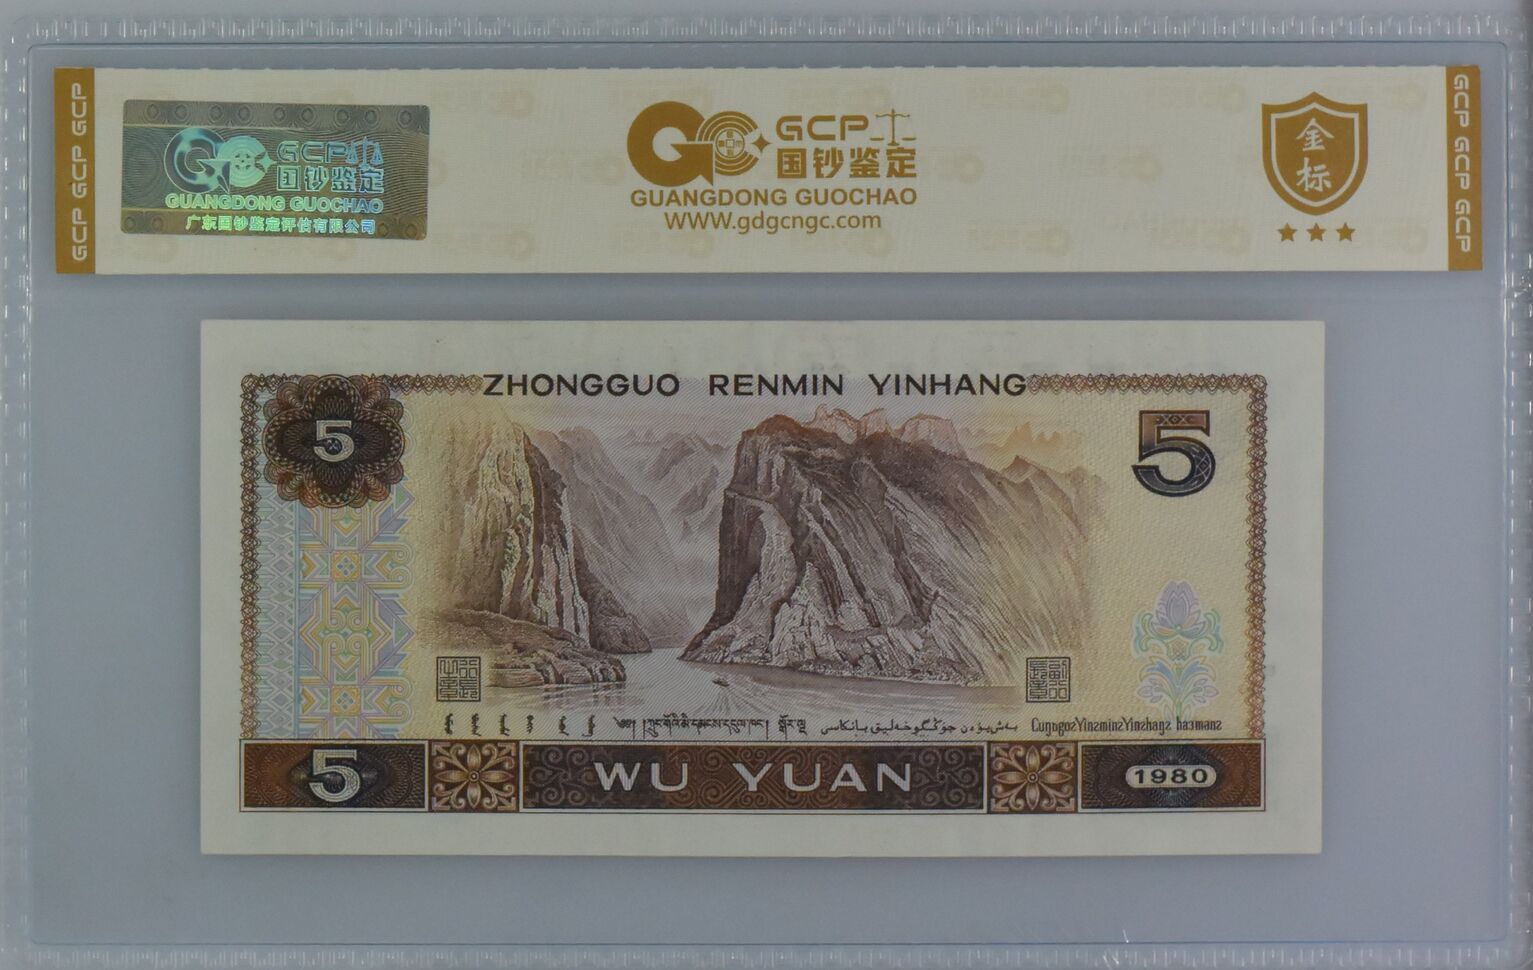 GCP GCP GCP
GCP
国钞鉴定
GUANGDONG GUOCHAO
广东国钞鉴定评估有限公司
GCP
国钞鉴定
GUANGDONG GUOCHAO
WWW.gdgcngc.com
金标
GCP GCP GCP
ZHONGGUO RENMIN YINHANG
5
5
5
WU YUAN
1980